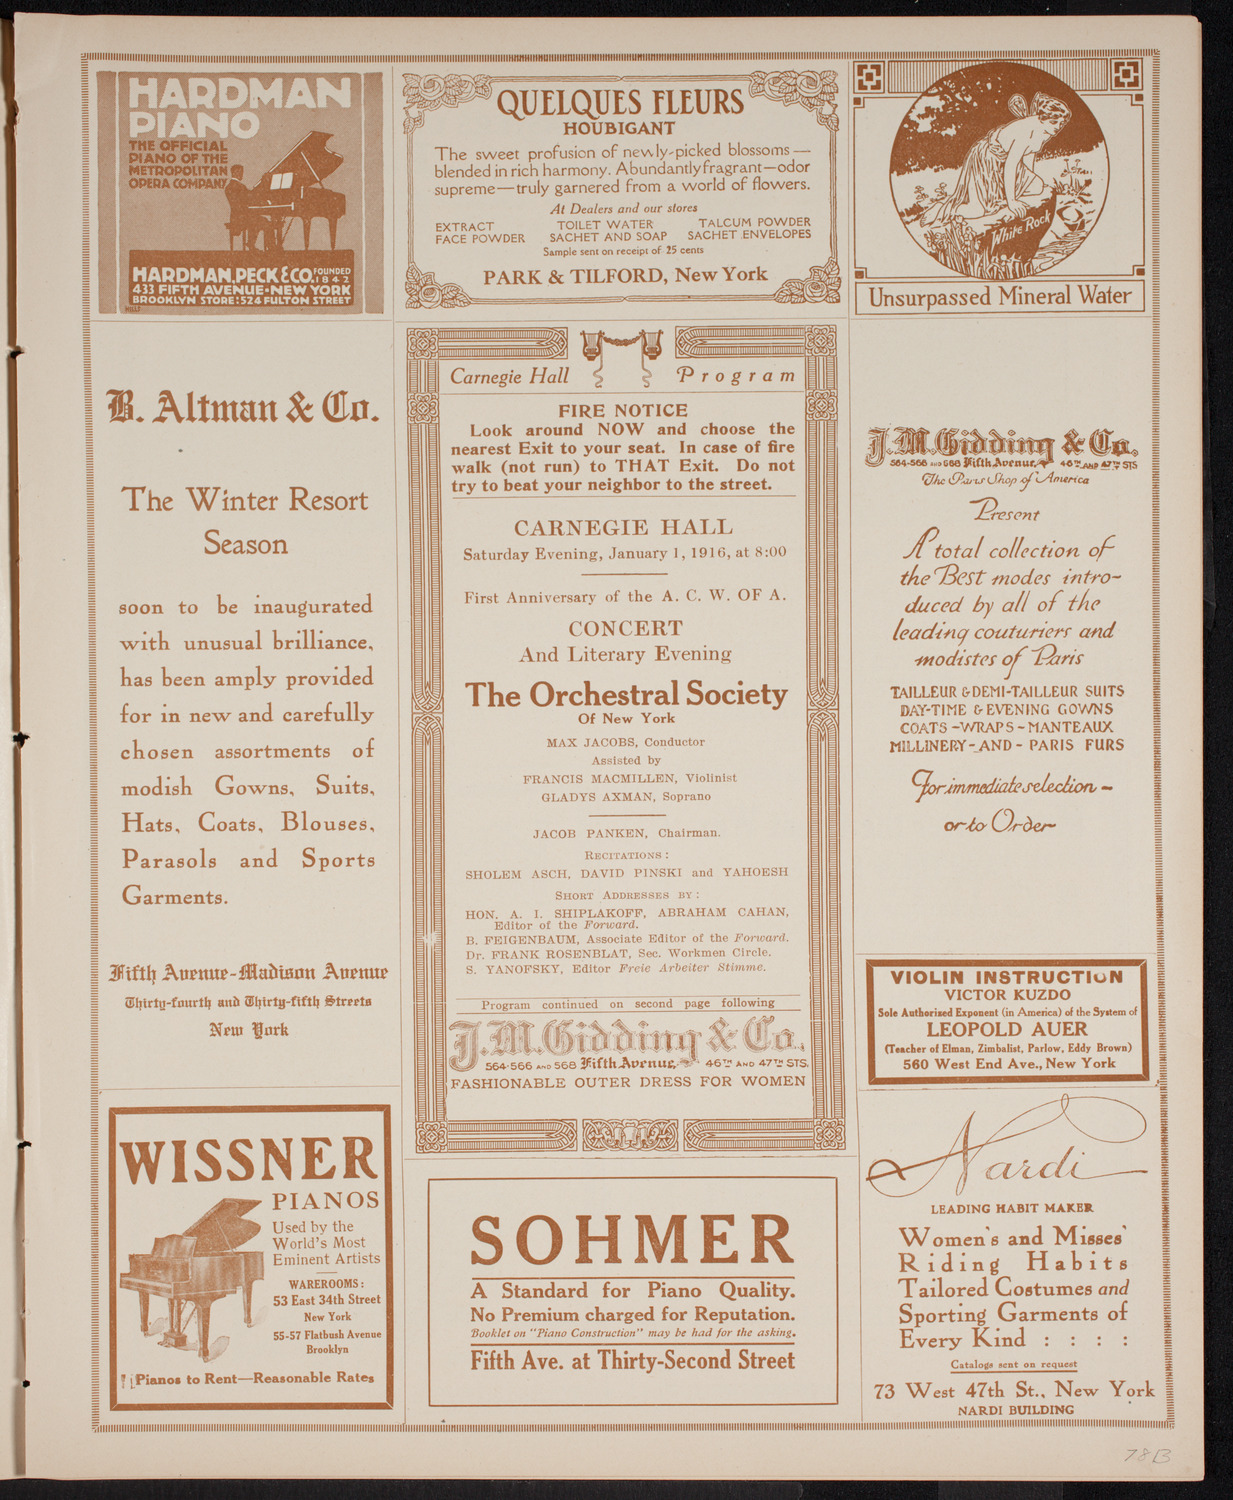 HARDMAN
PIANO
THE OFFICIAL
PIANO OF THE
METROPOLITAN
OPERA COMPANY
HARDMAN, PECK & CO. FOUNDED 1842
433 FIFTH AVENUE - NEW YORK
BROOKLYN STORE: 524 FULTON STREET
HILLS
QUELQUES FLEURS
HOUBIGANT
The sweet profusion of newly-picked blossoms—
blended in rich harmony. Abundantly fragrant—odor
supreme—truly garnered from a world of flowers.
At Dealers and our stores
EXTRACT TOILET WATER TALCUM POWDER
FACE POWDER SACHET AND SOAP SACHET ENVELOPES
Sample sent on receipt of 25 cents
PARK & TILFORD, New York
White Rock
Unsurpassed Mineral Water
B. Altman & Co.
The Winter Resort
Season
soon to be inaugurated
with unusual brilliance,
has been amply provided
for in new and carefully
chosen assortments of
modish Gowns, Suits,
Hats, Coats, Blouses,
Parasols and Sports
Garments.
Fifth Avenue-Madison Avenue
Thirty-fourth and Thirty-fifth Streets
New York
Carnegie Hall Program
FIRE NOTICE
Look around NOW and choose the
nearest Exit to your seat. In case of fire
walk (not run) to THAT Exit. Do not
try to beat your neighbor to the street.
CARNEGIE HALL
Saturday Evening, January 1, 1916, at 8:00
First Anniversary of the A. C. W. OF A.
CONCERT
And Literary Evening
The Orchestral Society
Of New York
MAX JACOBS, Conductor
Assisted by
FRANCIS MACMILLEN, Violinist
GLADYS AXMAN, Soprano
JACOB PANKEN, Chairman.
RECITATIONS:
SHOLEM ASCH, DAVID PINSKI and YAHOESH
SHORT ADDRESSES BY:
HON. A. I. SHIPLAKOFF, ABRAHAM CAHAN,
Editor of the Forward.
B. FEIGENBAUM, Associate Editor of the Forward.
Dr. FRANK ROSENBLAT, Sec. Workmen Circle.
S. YANOFSKY, Editor Freie Arbeiter Stimme.
Program continued on second page following
J.M. Gidding & Co.
564-566 AND 568 Fifth Avenue, 46TH AND 47TH STS.
FASHIONABLE OUTER DRESS FOR WOMEN
J.M. Gidding & Co.
564-566 AND 568 Fifth Avenue, 46TH AND 47TH STS
The Paris Shop of America
Present
A total collection of
the Best modes intro-
duced by all of the
leading couturiers and
modistes of Paris
TAILLEUR & DEMI-TAILLEUR SUITS
DAY-TIME & EVENING GOWNS
COATS - WRAPS - MANTEAUX
MILLINERY - AND - PARIS FURS
For immediate selection -
or to Order
VIOLIN INSTRUCTION
VICTOR KUZDO
Sole Authorized Exponent (in America) of the System of
LEOPOLD AUER
(Teacher of Elman, Zimbalist, Parlow, Eddy Brown)
560 West End Ave., New York
WISSNER
PIANOS
Used by the
World's Most
Eminent Artists
WAREROOMS:
53 East 34th Street
New York
55-57 Flatbush Avenue
Brooklyn
Pianos to Rent—Reasonable Rates
SOHMER
A Standard for Piano Quality.
No Premium charged for Reputation.
Booklet on "Piano Construction" may be had for the asking.
Fifth Ave. at Thirty-Second Street
Nardi
LEADING HABIT MAKER
Women's and Misses'
Riding Habits
Tailored Costumes and
Sporting Garments of
Every Kind : : : :
Catalogs sent on request
73 West 47th St., New York
NARDI BUILDING
78B